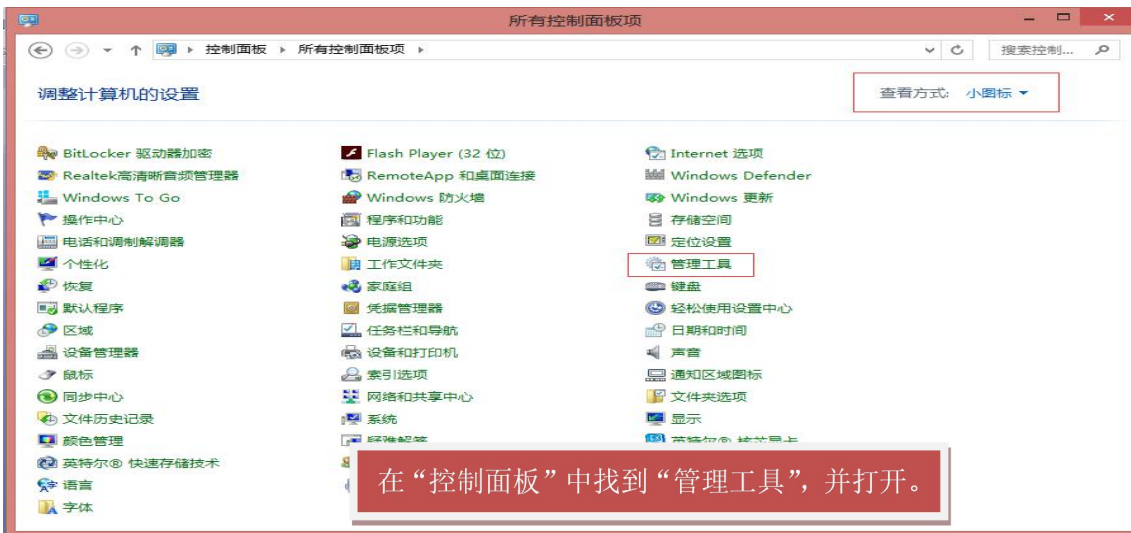 所有控制面板项
控制面板 所有控制面板项 搜索控制...
调整计算机的设置
查看方式: 小图标
BitLocker 驱动器加密 Flash Player (32 位) Internet 选项
Realtek高清晰音频管理器 RemoteApp 和桌面连接 Windows Defender
Windows To Go Windows 防火墙 Windows 更新
操作中心 程序和功能 存储空间
电话和调制解调器 电源选项 定位设置
个性化 工作文件夹 管理工具
恢复 家庭组 键盘
默认程序 凭据管理器 轻松使用设置中心
区域 任务栏和导航 日期和时间
设备管理器 设备和打印机 声音
鼠标 索引选项 通知区域图标
同步中心 网络和共享中心 文件夹选项
文件历史记录 系统 显示
颜色管理 疑难解答 英特尔® 核芯显卡
英特尔® 快速存储技术
语言
字体
在“控制面板”中找到“管理工具”，并打开。